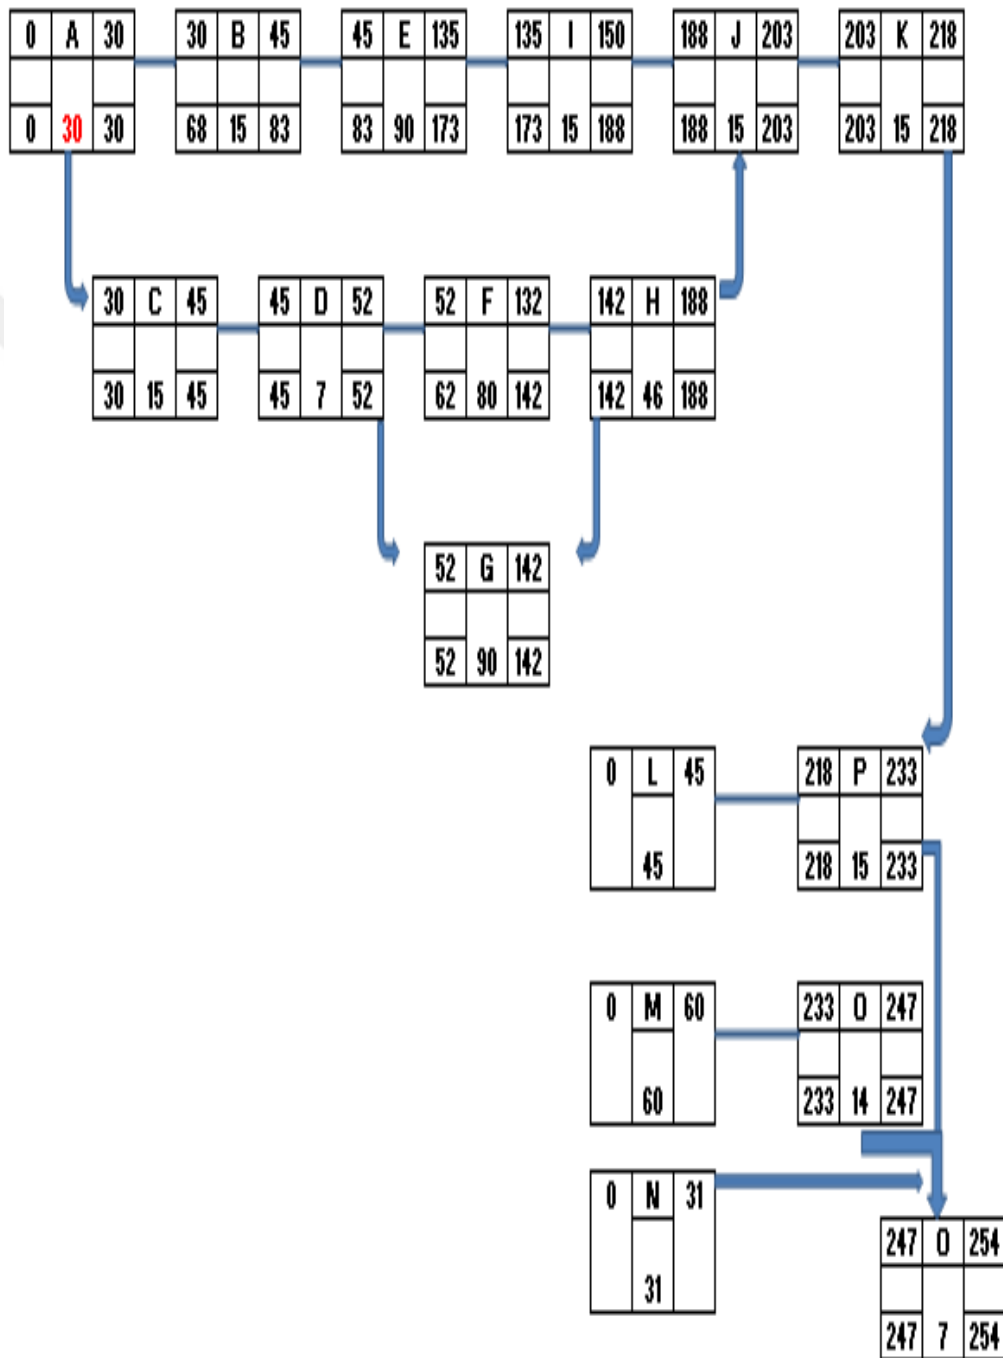 0 A 30 30 B 45 45 E 135 135 I 150 188 J 203 203 K 218
0 30 30 68 15 83 83 90 173 173 15 188 188 15 203 203 15 218
30 C 45 45 D 52 52 F 132 142 H 188
30 15 45 45 7 52 62 80 142 142 46 188
52 G 142
52 90 142
0 L 45 218 P 233
45 218 15 233
0 M 60 233 O 247
60 233 14 247
0 N 31
247 O 254
31
247 7 254